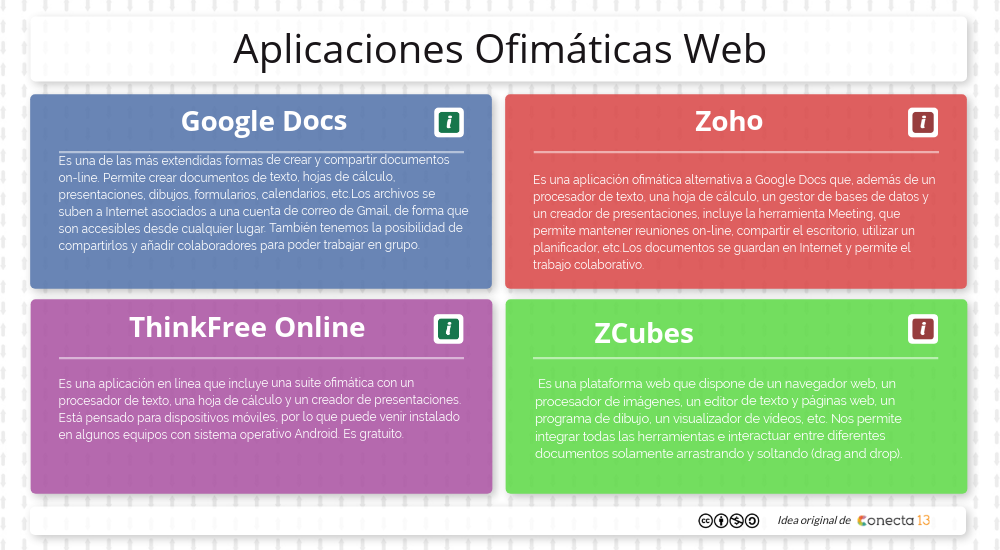 Aplicaciones Ofimáticas Web
Google Docs
i
Es una de las más extendidas formas de crear y compartir documentos
on-line. Permite crear documentos de texto, hojas de cálculo,
presentaciones, dibujos, formularios, calendarios, etc.Los archivos se
suben a Internet asociados a una cuenta de correo de Gmail, de forma que
son accesibles desde cualquier lugar. También tenemos la posibilidad de
compartirlos y añadir colaboradores para poder trabajar en grupo.
Zoho
i
Es una aplicación ofimática alternativa a Google Docs que, además de un
procesador de texto, una hoja de cálculo, un gestor de bases de datos y
un creador de presentaciones, incluye la herramienta Meeting, que
permite mantener reuniones on-line, compartir el escritorio, utilizar un
planificador, etc.Los documentos se guardan en Internet y permite el
trabajo colaborativo.
ThinkFree Online
i
Es una aplicación en línea que incluye una suite ofimática con un
procesador de texto, una hoja de cálculo y un creador de presentaciones.
Está pensado para dispositivos móviles, por lo que puede venir instalado
en algunos equipos con sistema operativo Android. Es gratuito.
ZCubes
i
Es una plataforma web que dispone de un navegador web, un
procesador de imágenes, un editor de texto y páginas web, un
programa de dibujo, un visualizador de vídeos, etc. Nos permite
integrar todas las herramientas e interactuar entre diferentes
documentos solamente arrastrando y soltando (drag and drop).
Idea original de Conecta13